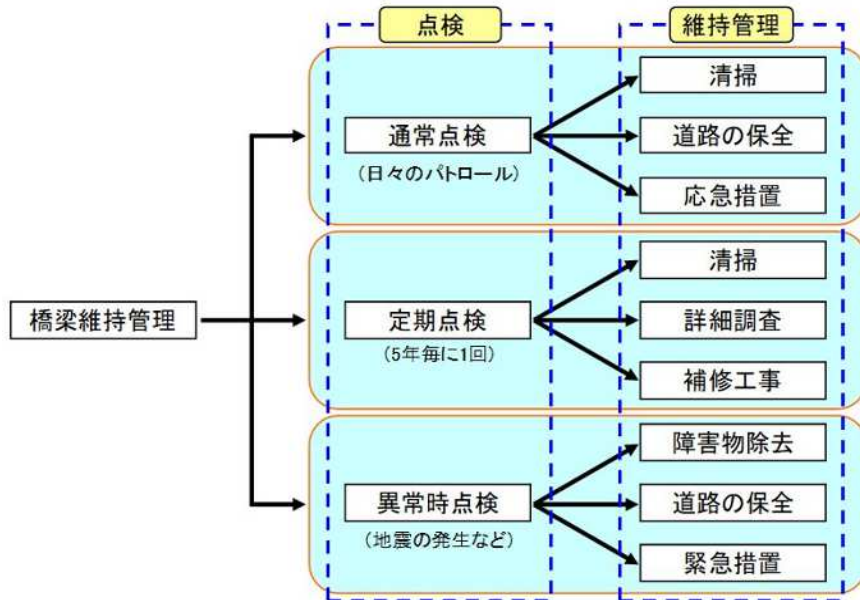 点検
維持管理
清掃
通常点検
道路の保全
(日々のパトロール)
応急措置
清掃
橋梁維持管理
定期点検
詳細調査
(5年毎に1回)
補修工事
障害物除去
異常時点検
道路の保全
(地震の発生など)
緊急措置